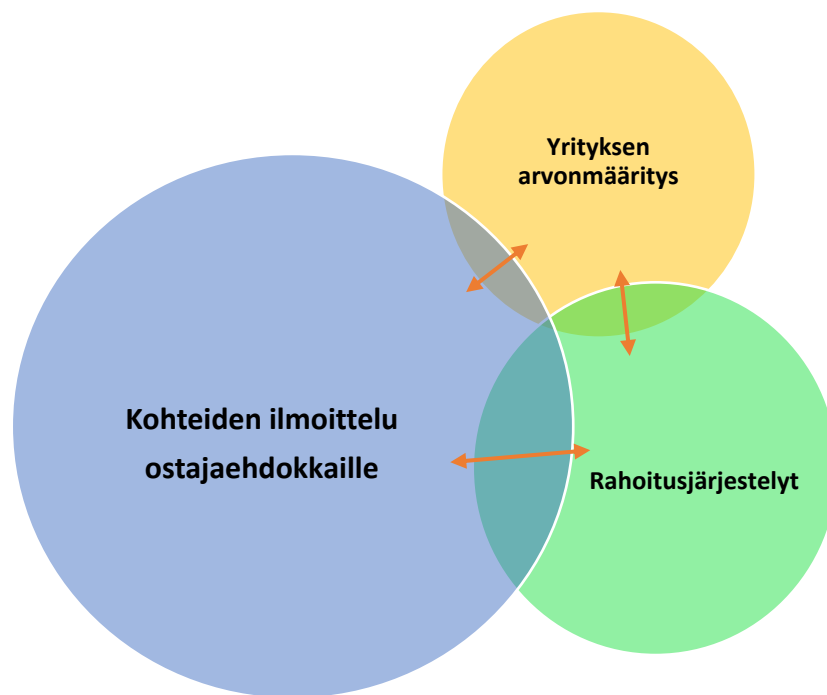 Yrityksen
arvonmääritys
Kohteiden ilmoittelu
ostajaehdokkaille
Rahoitusjärjestelyt